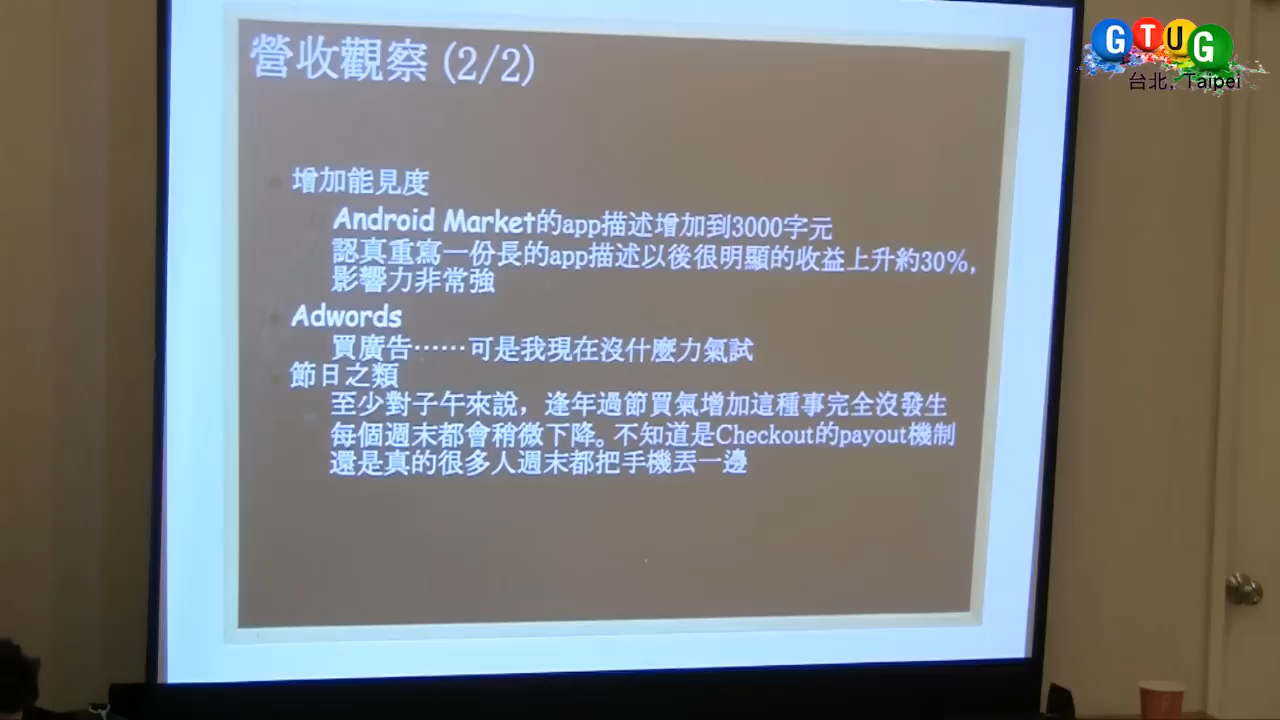 營收觀察 (2/2)
GTUG
台北, Taipei
增加能見度
Android Market的app描述增加到3000字元
認真重寫一份長的app描述以後很明顯的收益上升約30%,
影響力非常強
Adwords
買廣告……可是我現在沒什麼力氣試
節日之類
至少對子午來說，逢年過節買氣增加這種事完全沒發生
每個週末都會稍微下降。不知道是Checkout的payout機制
還是真的很多人週末都把手機丟一邊